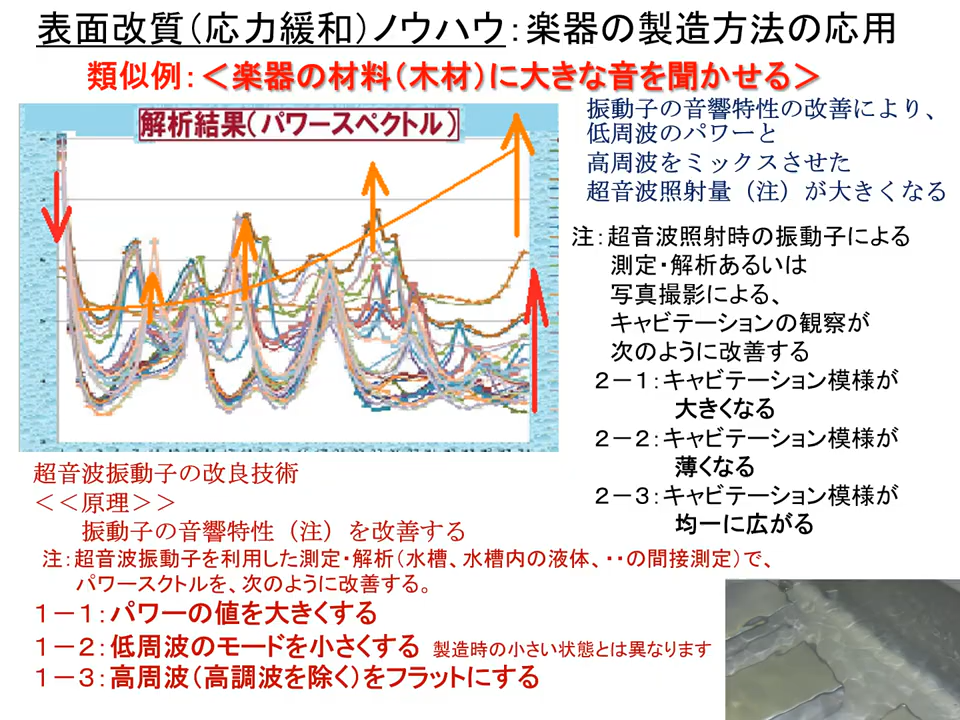 表面改質（応力緩和）ノウハウ：楽器の製造方法の応用
類似例：＜楽器の材料（木材）に大きな音を聞かせる＞
解析結果（パワースペクトル）
振動子の音響特性の改善により、
低周波のパワーと
高周波をミックスさせた
超音波照射量（注）が大きくなる
注：超音波照射時の振動子による
測定・解析あるいは
写真撮影による、
キャビテーションの観察が
次のように改善する
２－１：キャビテーション模様が
大きくなる
２－２：キャビテーション模様が
薄くなる
２－３：キャビテーション模様が
均一に広がる
超音波振動子の改良技術
＜＜原理＞＞
振動子の音響特性（注）を改善する
注：超音波振動子を利用した測定・解析（水槽、水槽内の液体、・・の間接測定）で、
パワースクトルを、次のように改善する。
１－１：パワーの値を大きくする
１－２：低周波のモードを小さくする 製造時の小さい状態とは異なります
１－３：高周波（高調波を除く）をフラットにする